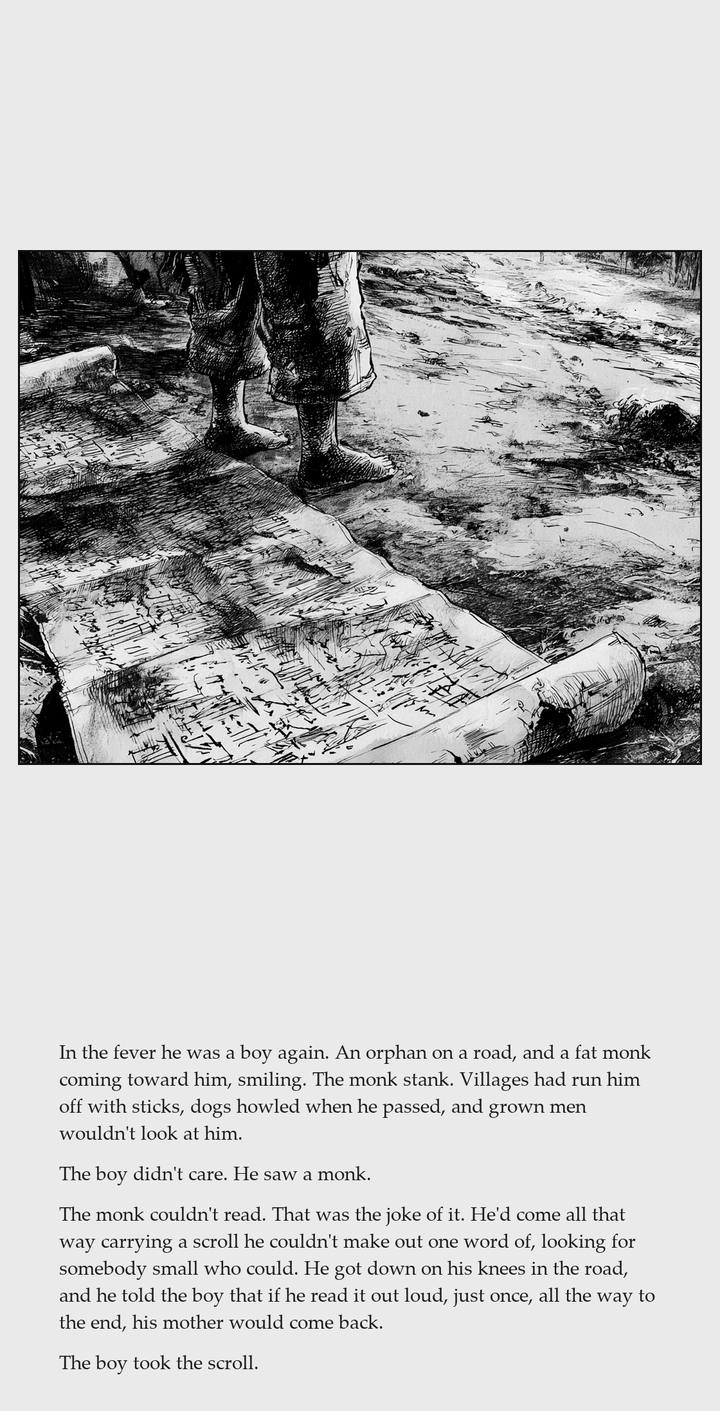 In the fever he was a boy again. An orphan on a road, and a fat monk
coming toward him, smiling. The monk stank. Villages had run him
off with sticks, dogs howled when he passed, and grown men
wouldn't look at him.
The boy didn't care. He saw a monk.
The monk couldn't read. That was the joke of it. He'd come all that
way carrying a scroll he couldn't make out one word of, looking for
somebody small who could. He got down on his knees in the road,
and he told the boy that if he read it out loud, just once, all the way to
the end, his mother would come back.
The boy took the scroll.